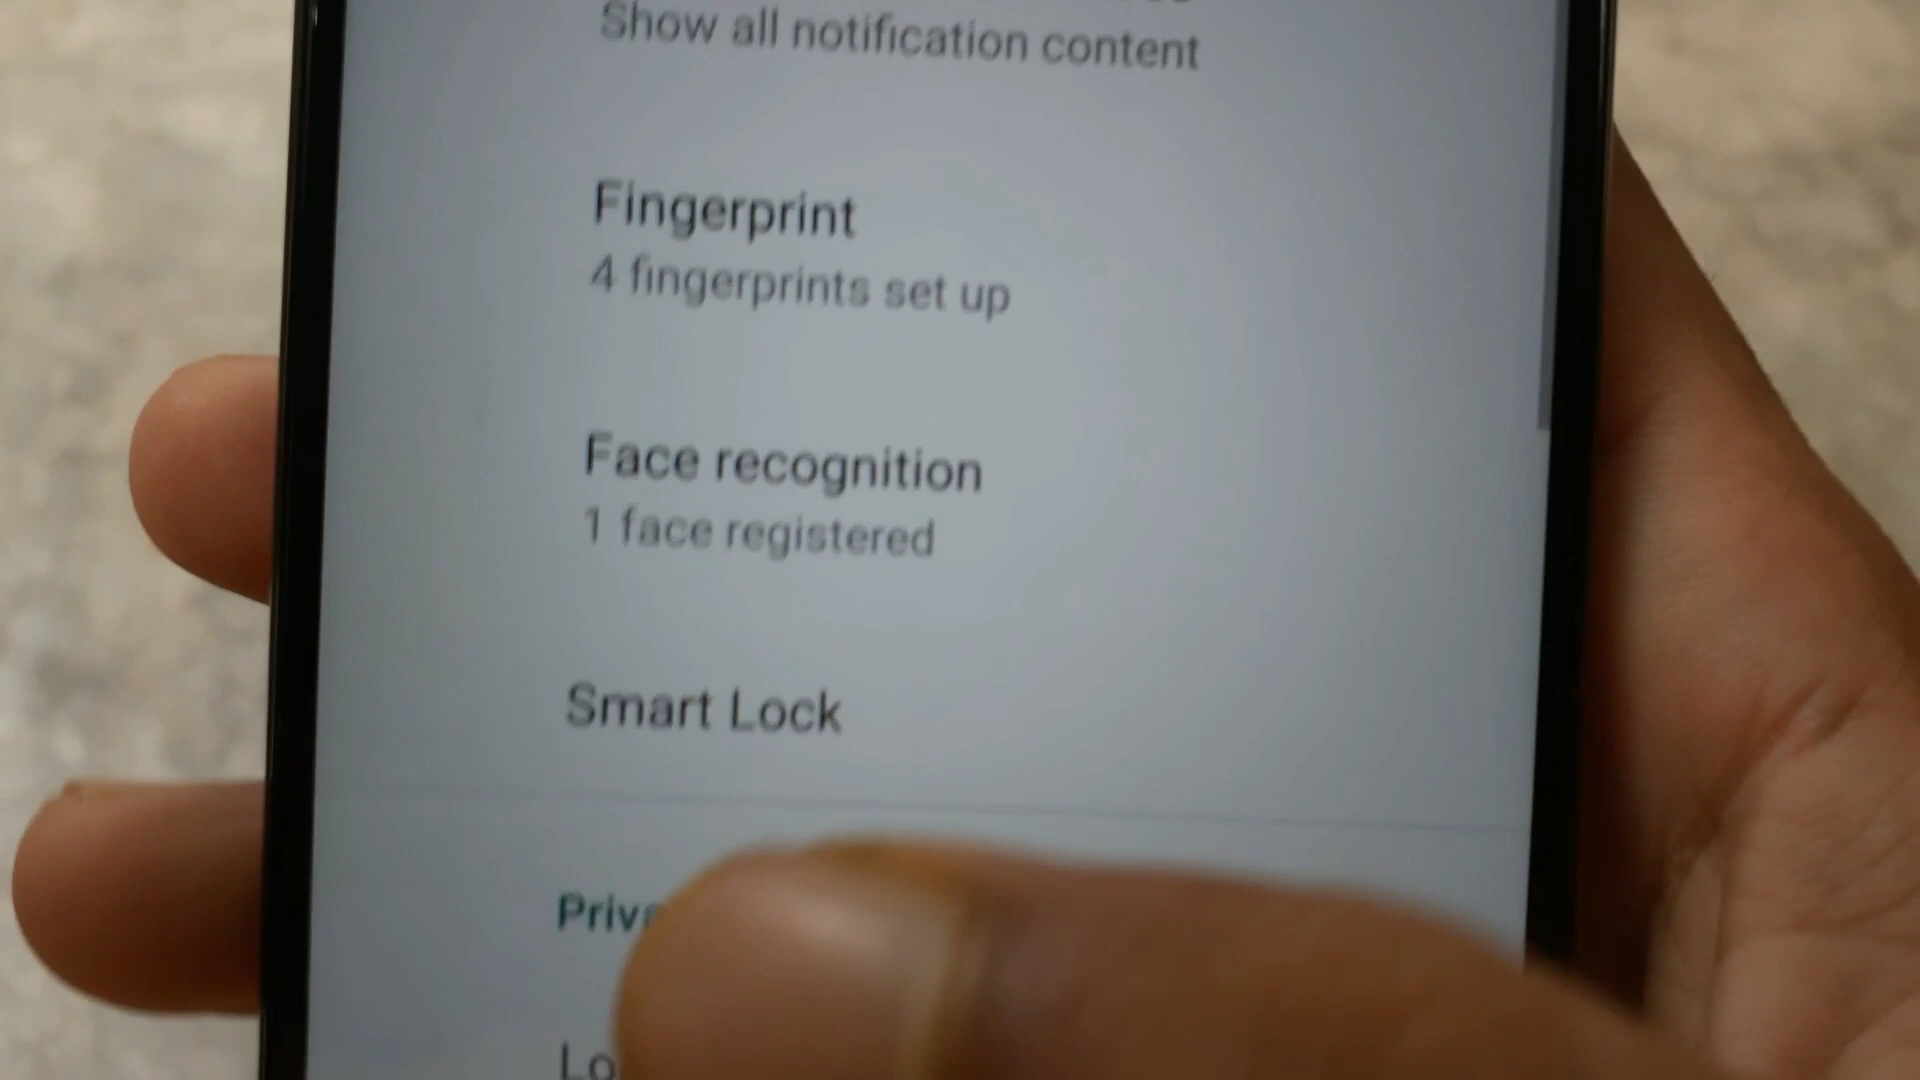 Show all notification content
Fingerprint
4 fingerprints set up
Face recognition
1 face registered
Smart Lock